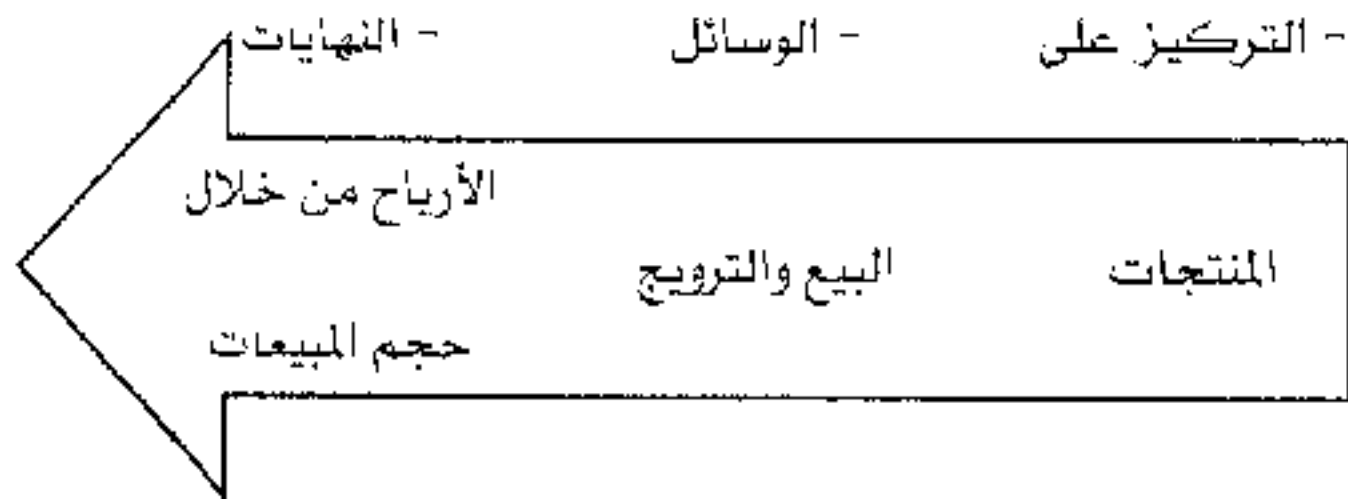 - التركيز على - الوسائل - النهايات
الأرباح من خلال
المنتجات البيع والترويج
حجم المبيعات